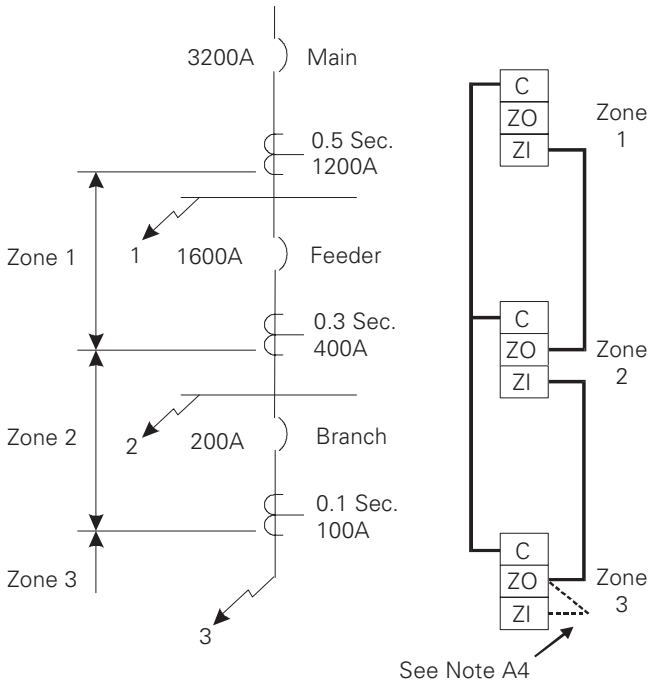 3200A Main
0.5 Sec.
1200A
Zone 1
1
1600A Feeder
0.3 Sec.
400A
Zone 2
2
200A Branch
0.1 Sec.
100A
Zone 3
3
C
ZO
ZI
Zone
1
C
ZO
ZI
Zone
2
C
ZO
ZI
Zone
3
See Note A4